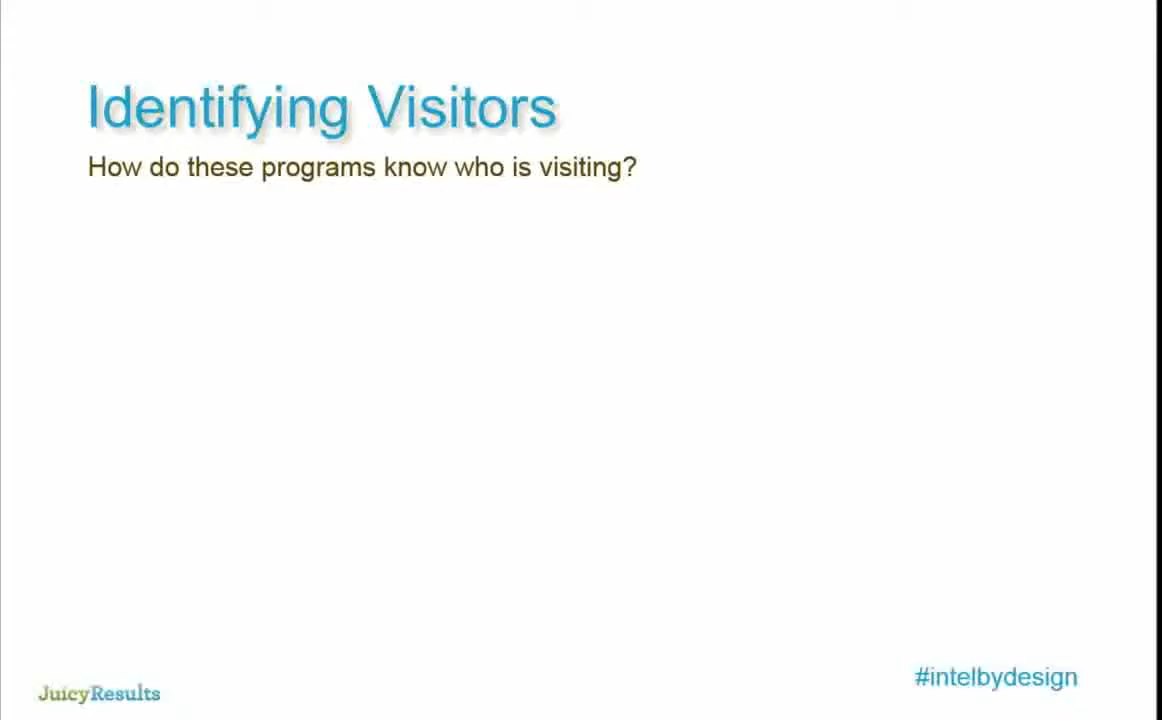 Identifying Visitors
How do these programs know who is visiting?
#intelbydesign
JuicyResults